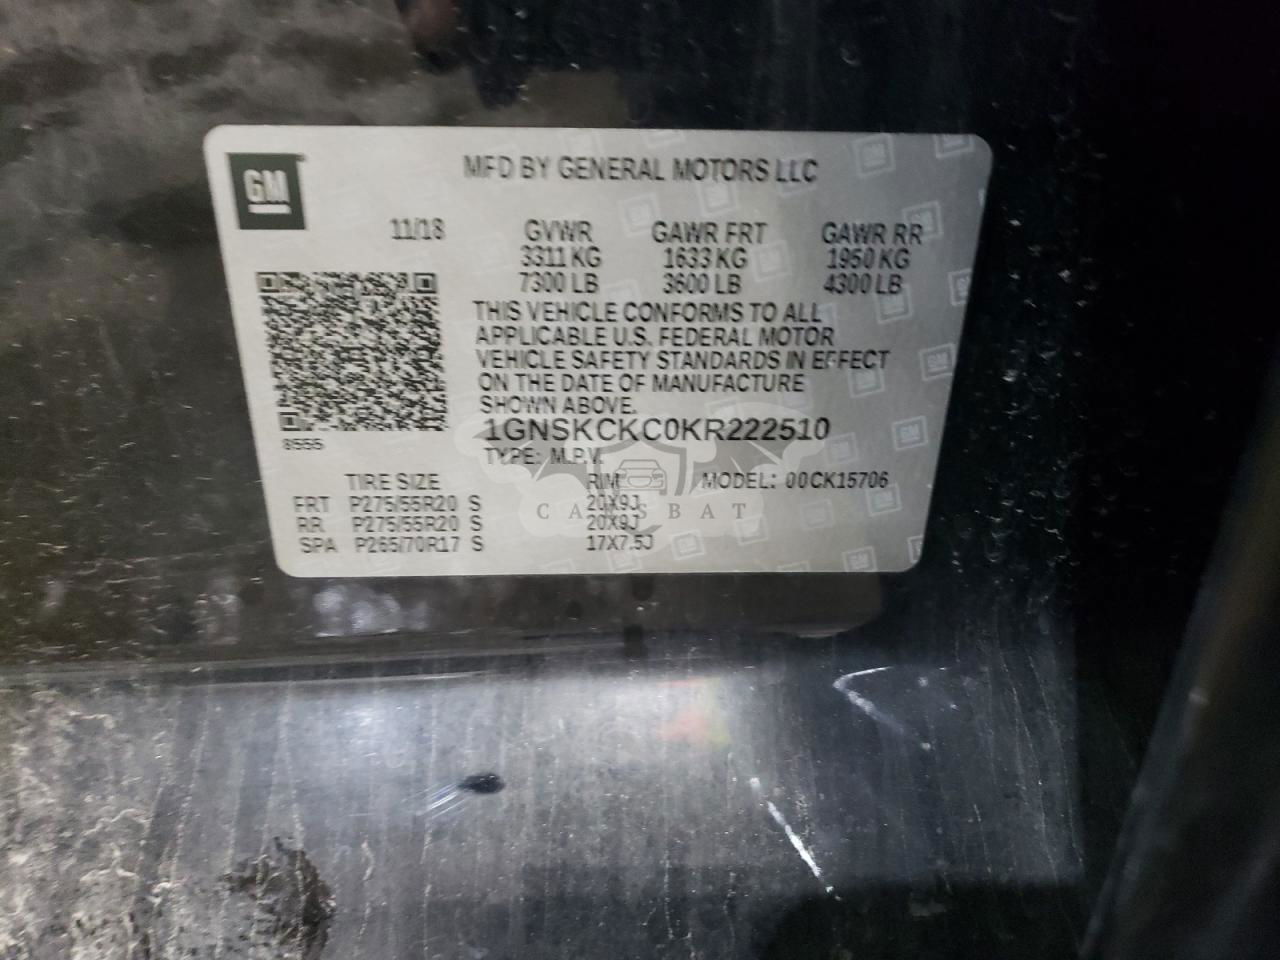 GM
MFD BY GENERAL MOTORS LLC
11/18 GVWR GAWR FRT GAWR RR
3311 KG 1633 KG 1950 KG
7300 LB 3600 LB 4300 LB
THIS VEHICLE CONFORMS TO ALL
APPLICABLE U.S. FEDERAL MOTOR
VEHICLE SAFETY STANDARDS IN EFFECT
ON THE DATE OF MANUFACTURE
SHOWN ABOVE.
8555
1GNSKCKC0KR222510
TYPE: M.P.V.
TIRE SIZE RIM MODEL: 00CK15706
FRT P275/55R20 S 20X9J
CARSBAT
RR P275/55R20 S 20X9J
SPA P265/70R17 S 17X7.5J